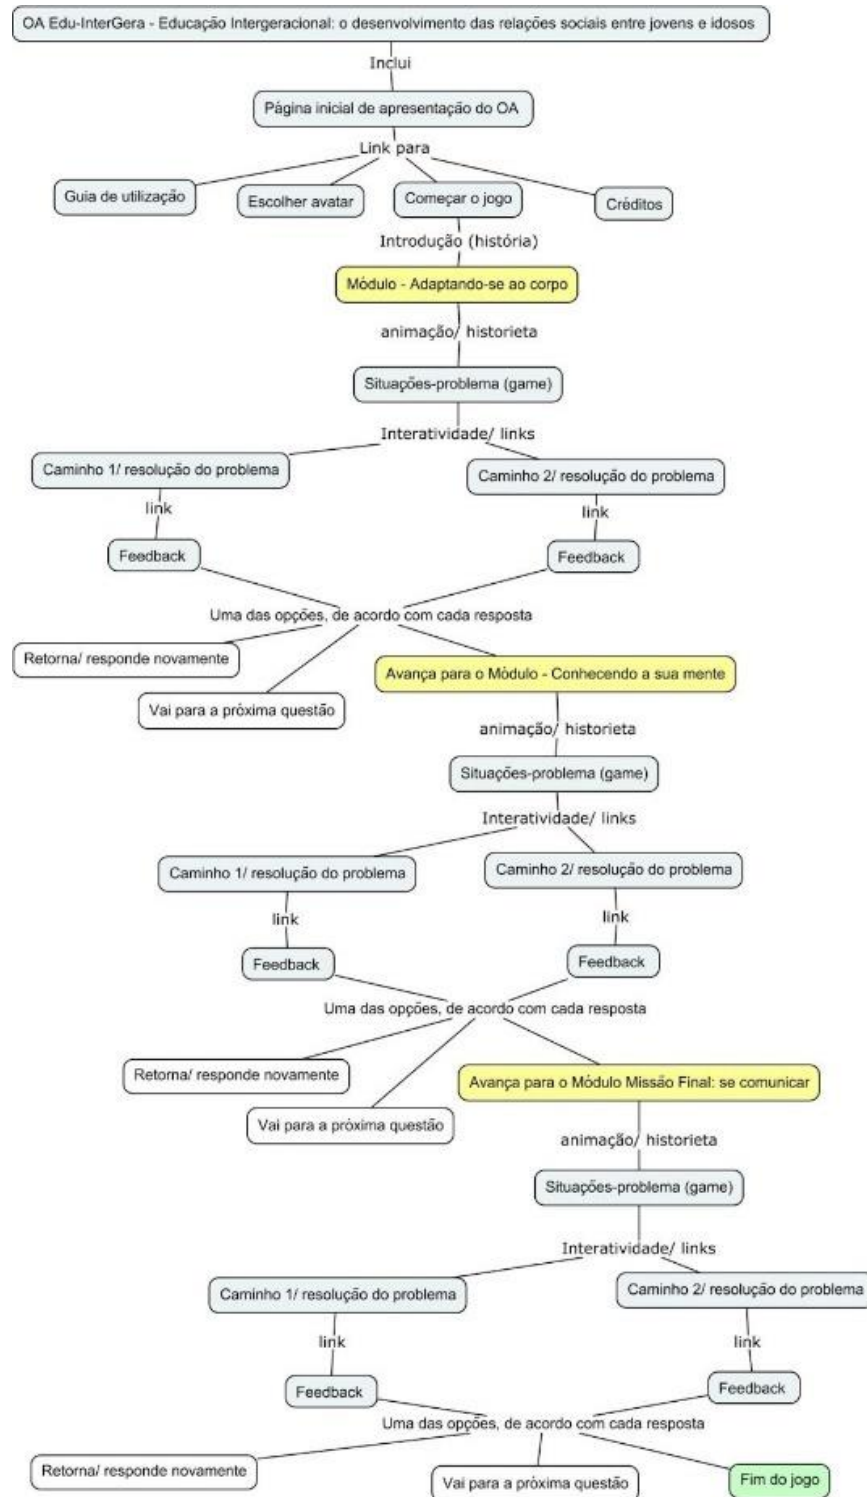 OA Edu-InterGera - Educação Intergeracional: o desenvolvimento das relações sociais entre jovens e idosos
Inclui
Página inicial de apresentação do OA
Link para
Guia de utilização
Escolher avatar
Começar o jogo
Créditos
Introdução (história)
Módulo - Adaptando-se ao corpo
animação/ historieta
Situações-problema (game)
Interatividade/ links
Caminho 1/ resolução do problema
Caminho 2/ resolução do problema
link
link
Feedback
Feedback
Uma das opções, de acordo com cada resposta
Retorna/ responde novamente
Avança para o Módulo - Conhecendo a sua mente
Vai para a próxima questão
animação/ historieta
Situações-problema (game)
Interatividade/ links
Caminho 1/ resolução do problema
Caminho 2/ resolução do problema
link
link
Feedback
Feedback
Uma das opções, de acordo com cada resposta
Retorna/ responde novamente
Avança para o Módulo Missão Final: se comunicar
Vai para a próxima questão
animação/ historieta
Situações-problema (game)
Interatividade/ links
Caminho 1/ resolução do problema
Caminho 2/ resolução do problema
link
link
Feedback
Feedback
Uma das opções, de acordo com cada resposta
Retorna/ responde novamente
Vai para a próxima questão
Fim do jogo